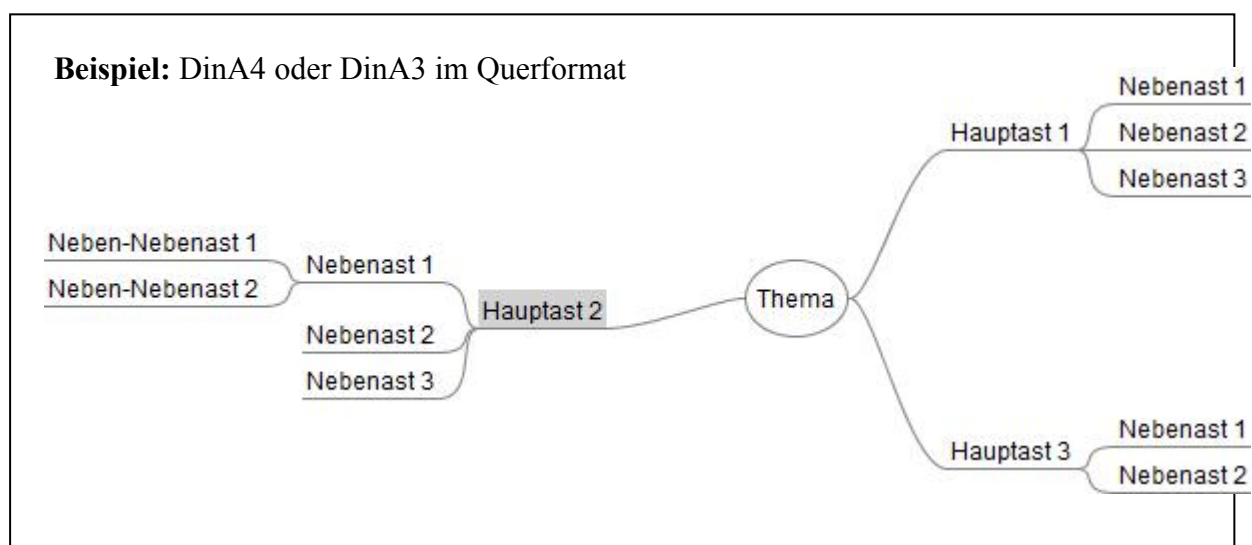 Beispiel: DinA4 oder DinA3 im Querformat
Nebenast 1
Hauptast 1
Nebenast 2
Nebenast 3
Neben-Nebenast 1
Nebenast 1
Neben-Nebenast 2
Hauptast 2
Thema
Nebenast 2
Nebenast 3
Nebenast 1
Hauptast 3
Nebenast 2